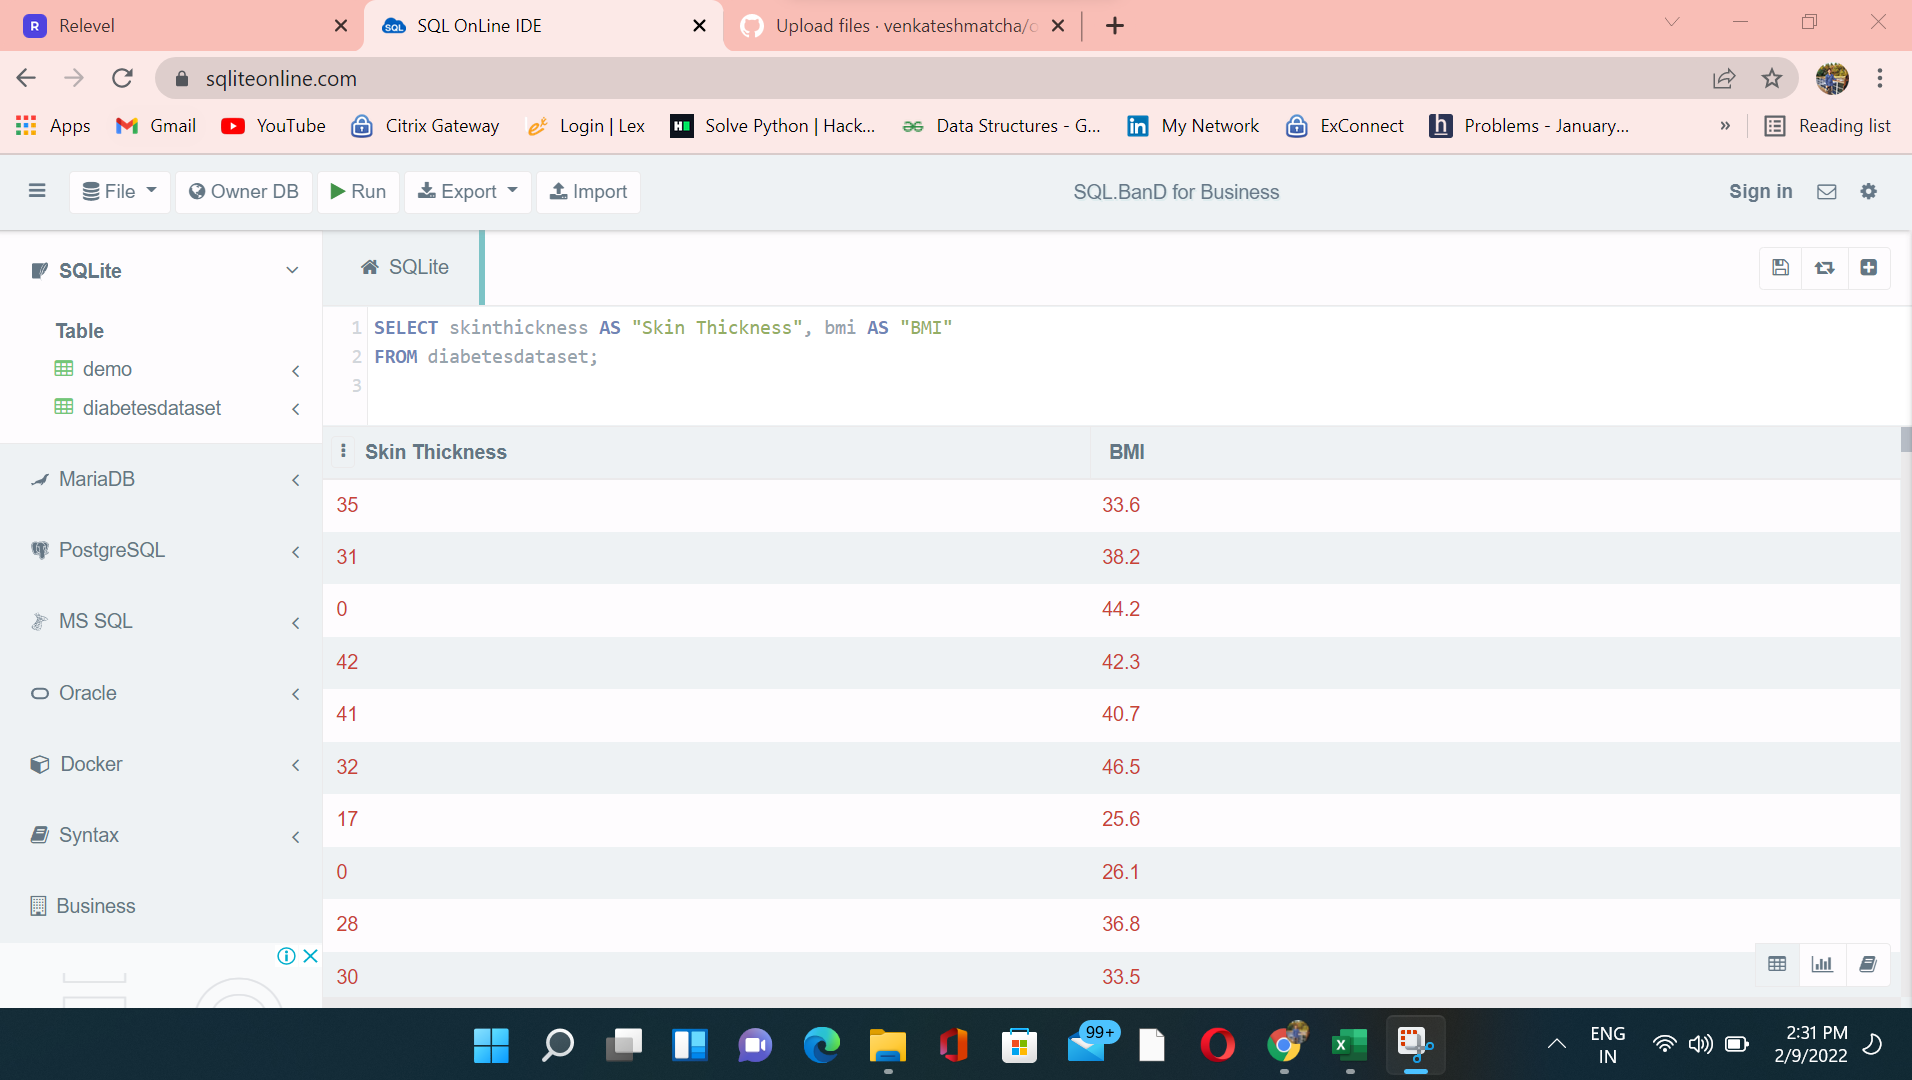 R Relevel
SQL SQL OnLine IDE
Upload files · venkateshmatcha/o
sqliteonline.com
Apps
Gmail
YouTube
Citrix Gateway
Login | Lex
Solve Python | Hack...
Data Structures - G...
My Network
ExConnect
Problems - January...
»
Reading list
File
Owner DB
Run
Export
Import
SQL.BanD for Business
Sign in
SQLite
Table
demo
diabetesdataset
MariaDB
PostgreSQL
MS SQL
Oracle
Docker
Syntax
Business
SQLite
1 SELECT skinthickness AS "Skin Thickness", bmi AS "BMI"
2 FROM diabetesdataset;
3
Skin Thickness BMI
35 33.6
31 38.2
0 44.2
42 42.3
41 40.7
32 46.5
17 25.6
0 26.1
28 36.8
30 33.5
99+
ENG
IN
2:31 PM
2/9/2022